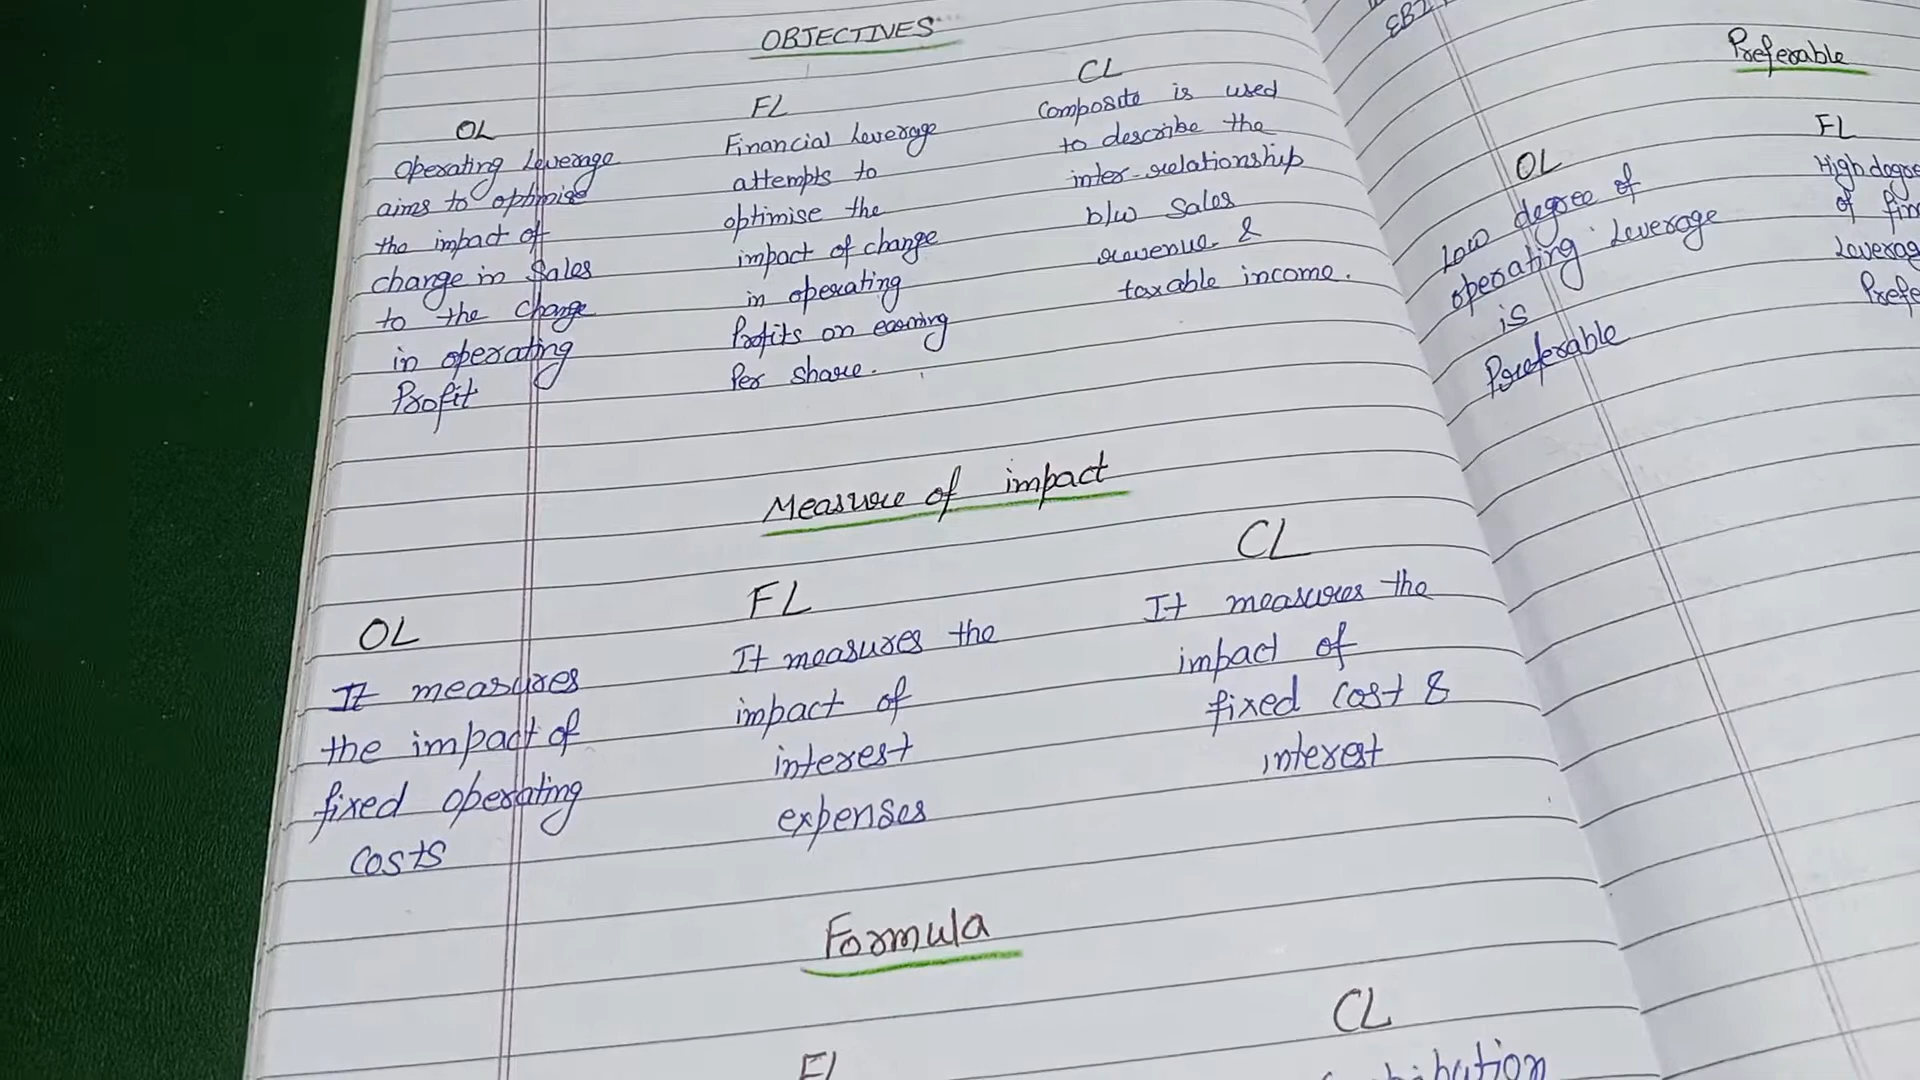 OBJECTIVES
OL
Operating Leverage
aims to optimise
the impact of
change in Sales
to the change
in operating
Profit
FL
Financial Leverage
attempts to
optimise the
impact of change
in operating
Profits on earning
Per share.
CL
Composite is used
to describe the
inter-relationship
b/w Sales
revenue &
taxable income.
Measure of impact
OL
It measures
the impact of
fixed operating
costs
FL
It measures the
impact of
interest
expenses
CL
It measures the
impact of
fixed cost &
interest
Formula
FL
CL
Preferable
OL
Low degree of
operating Leverage
is
Preferable
FL
High
of